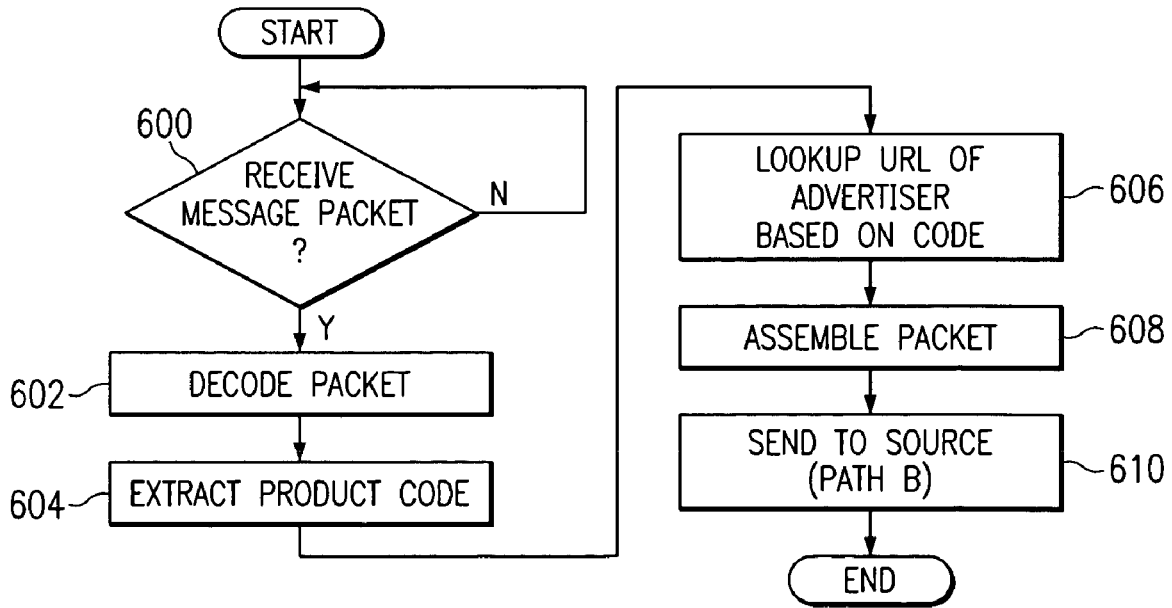 START
600
RECEIVE
MESSAGE PACKET
?
N
Y
602
DECODE PACKET
604
EXTRACT PRODUCT CODE
LOOKUP URL OF
ADVERTISER
BASED ON CODE
606
ASSEMBLE PACKET
608
SEND TO SOURCE
(PATH B)
610
END